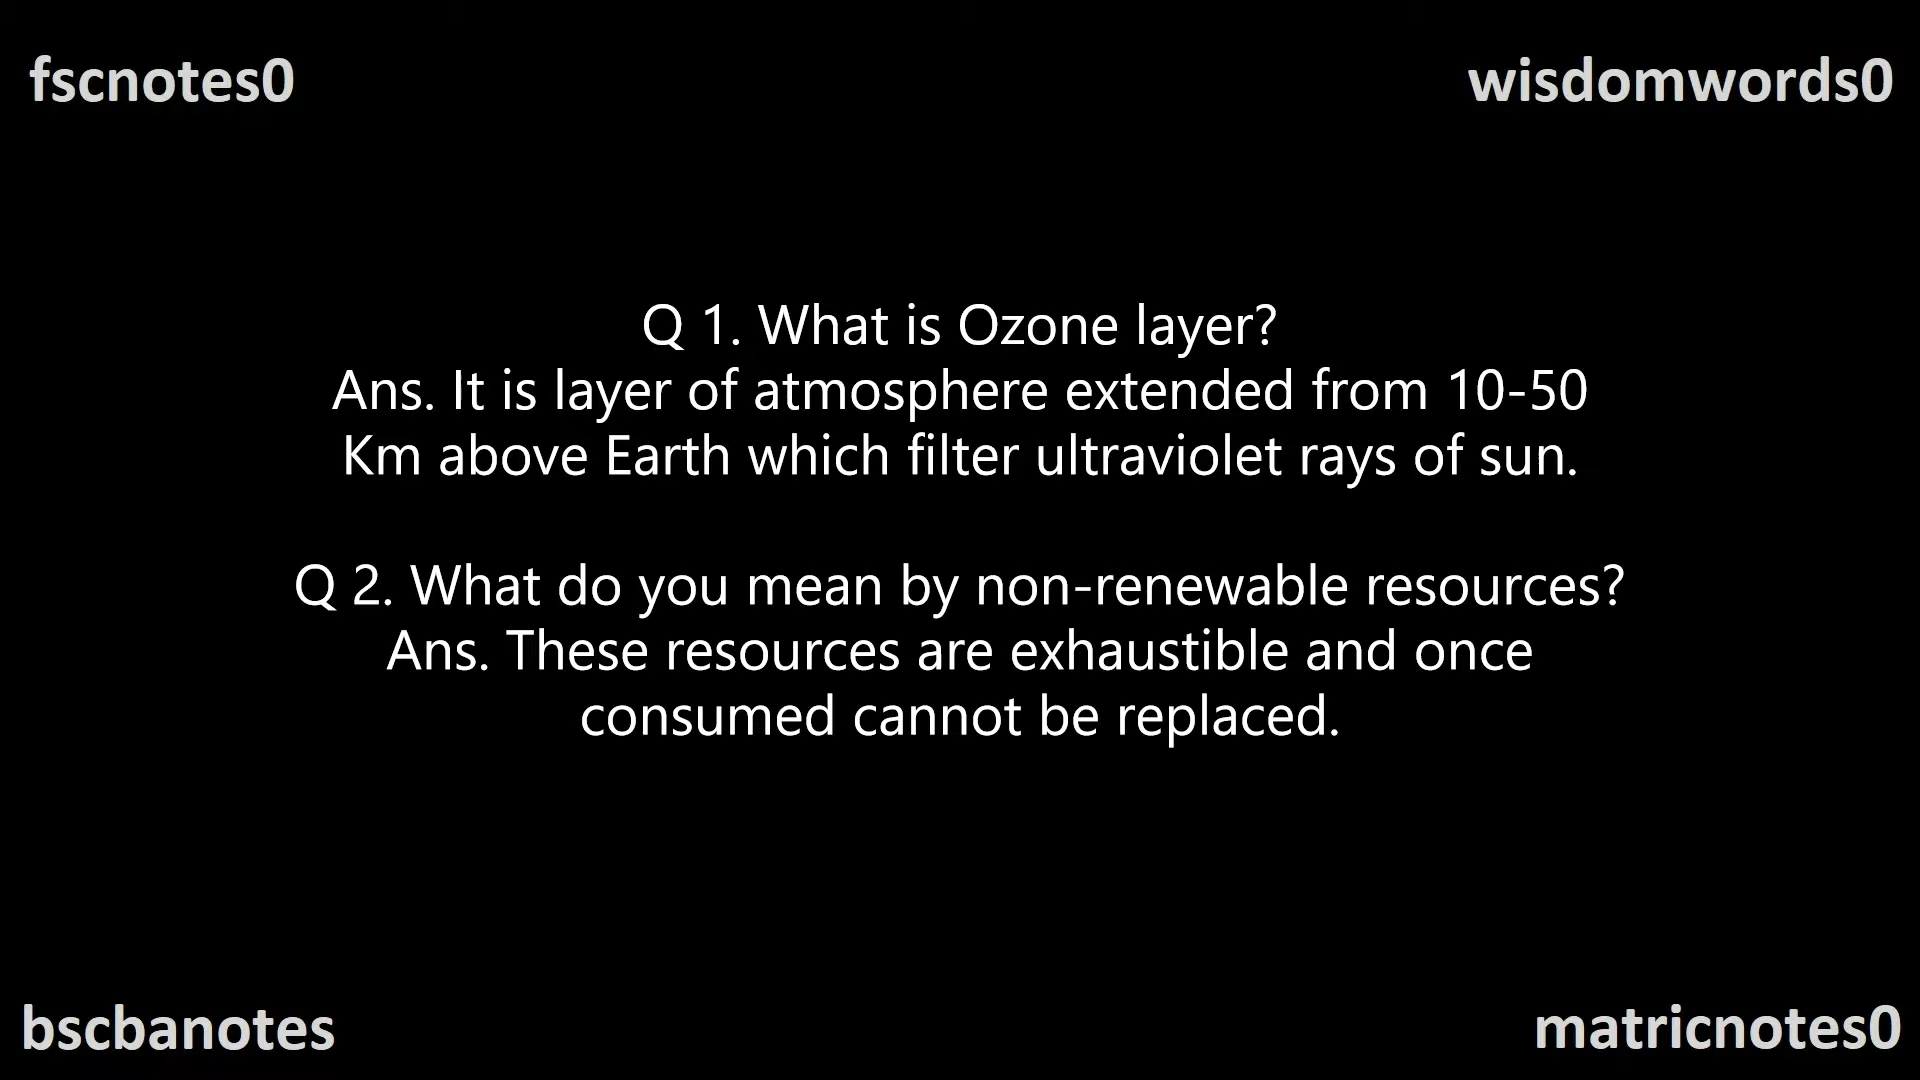 fscnotes0
wisdomwords0
Q 1. What is Ozone layer?
Ans. It is layer of atmosphere extended from 10-50
Km above Earth which filter ultraviolet rays of sun.
Q 2. What do you mean by non-renewable resources?
Ans. These resources are exhaustible and once
consumed cannot be replaced.
bscbanotes
matricnotes0